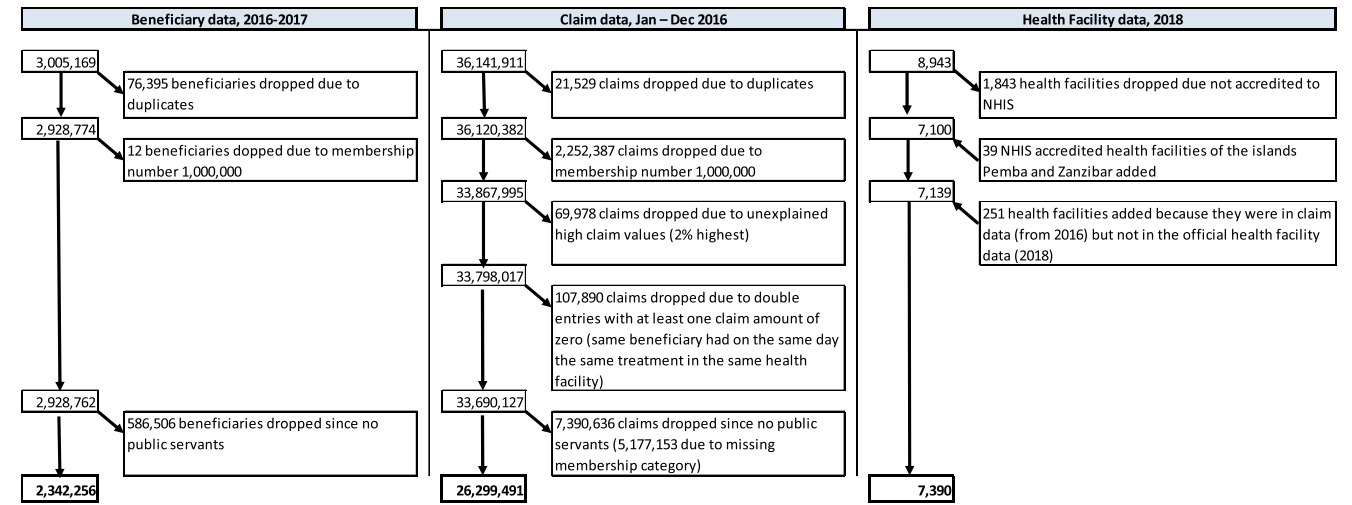 Beneficiary data, 2016-2017
3,005,169
76,395 beneficiaries dropped due to
duplicates
2,928,774
12 beneficiaries dopped due to membership
number 1,000,000
2,928,762
586,506 beneficiaries dropped since no
public servants
2,342,256
Claim data, Jan – Dec 2016
36,141,911
21,529 claims dropped due to duplicates
36,120,382
2,252,387 claims dropped due to
membership number 1,000,000
33,867,995
69,978 claims dropped due to unexplained
high claim values (2% highest)
33,798,017
107,890 claims dropped due to double
entries with at least one claim amount of
zero (same beneficiary had on the same day
the same treatment in the same health
facility)
33,690,127
7,390,636 claims dropped since no public
servants (5,177,153 due to missing
membership category)
26,299,491
Health Facility data, 2018
8,943
1,843 health facilities dropped due not accredited to
NHIS
7,100
39 NHIS accredited health facilities of the islands
Pemba and Zanzibar added
7,139
251 health facilities added because they were in claim
data (from 2016) but not in the official health facility
data (2018)
7,390